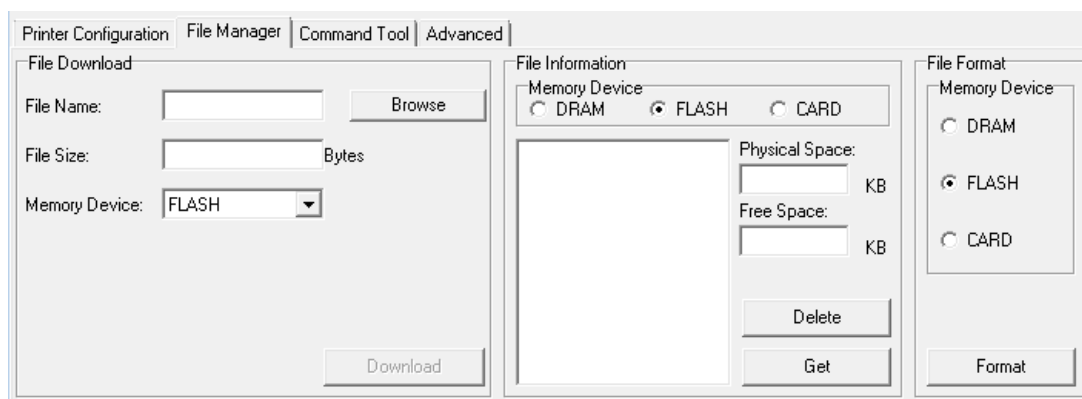 Printer Configuration File Manager Command Tool Advanced
File Download
File Name:
Browse
File Size:
Bytes
Memory Device:
FLASH
Download
File Information
Memory Device
DRAM FLASH CARD
Physical Space:
KB
Free Space:
KB
Delete
Get
File Format
Memory Device
DRAM
FLASH
CARD
Format